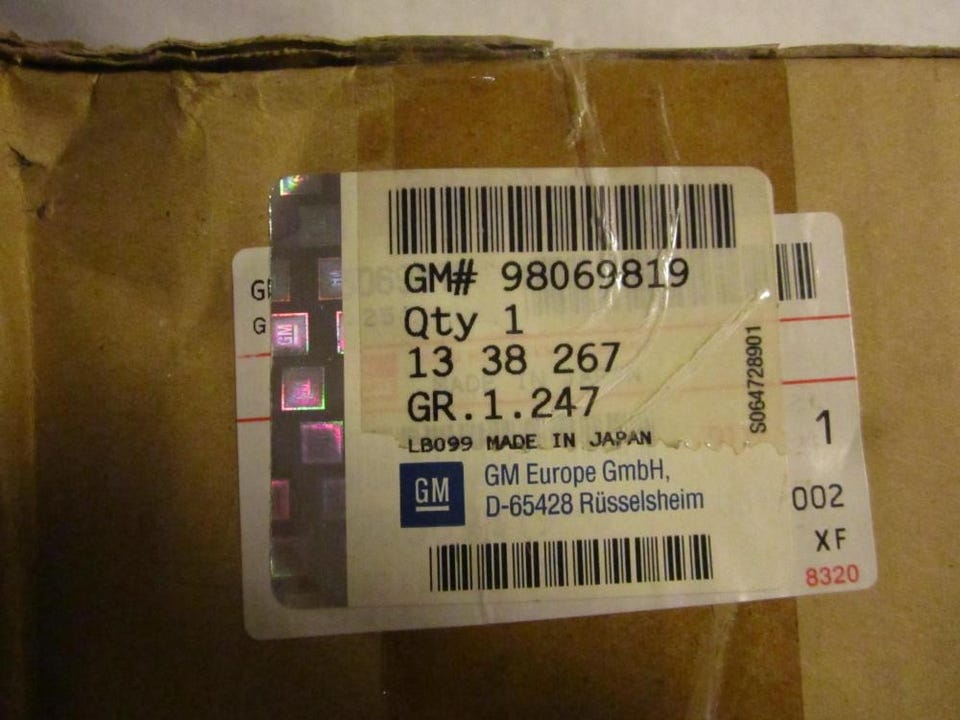 GM# 98069819
Qty 1
13 38 267
GR.1.247
LB099 MADE IN JAPAN
S064728901
GM
GM Europe GmbH,
D-65428 Rüsselsheim
GM
1
002
XF
8320